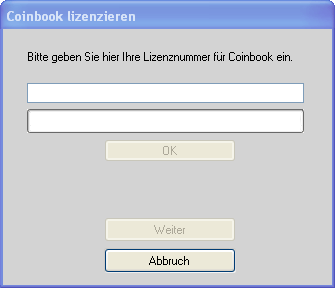 Coinbook lizenzieren
Bitte geben Sie hier Ihre Lizenznummer für Coinbook ein.
OK
Weiter
Abbruch